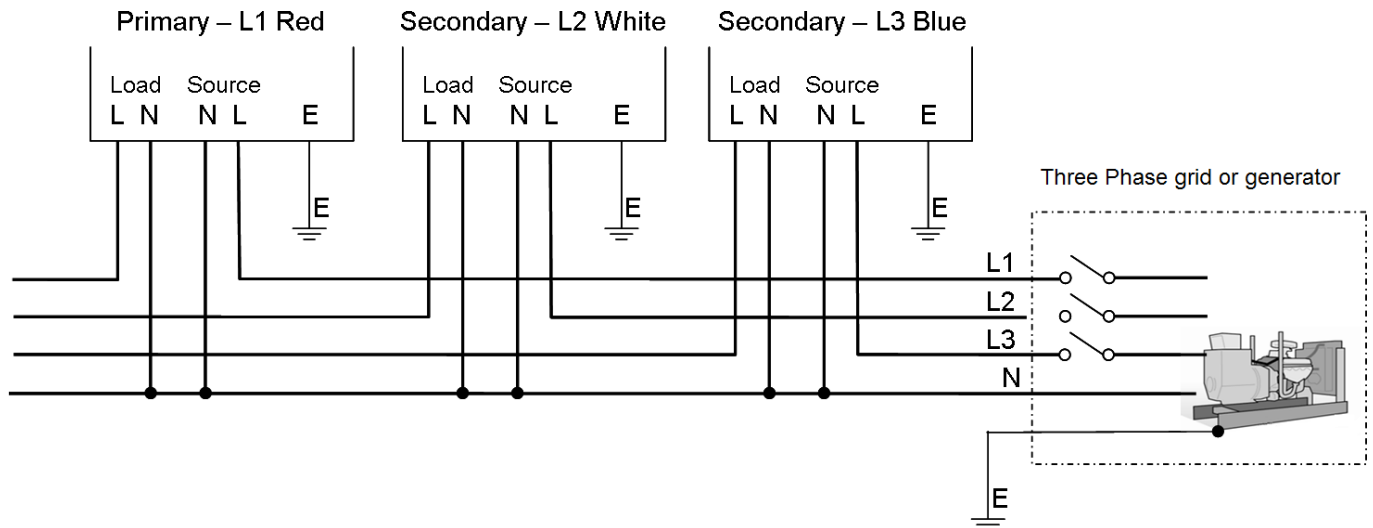 Primary – L1 Red
Secondary – L2 White
Secondary – L3 Blue
Load Source
L N N L E
Load Source
L N N L E
Load Source
L N N L E
E
E
E
Three Phase grid or generator
L1
L2
L3
N
E